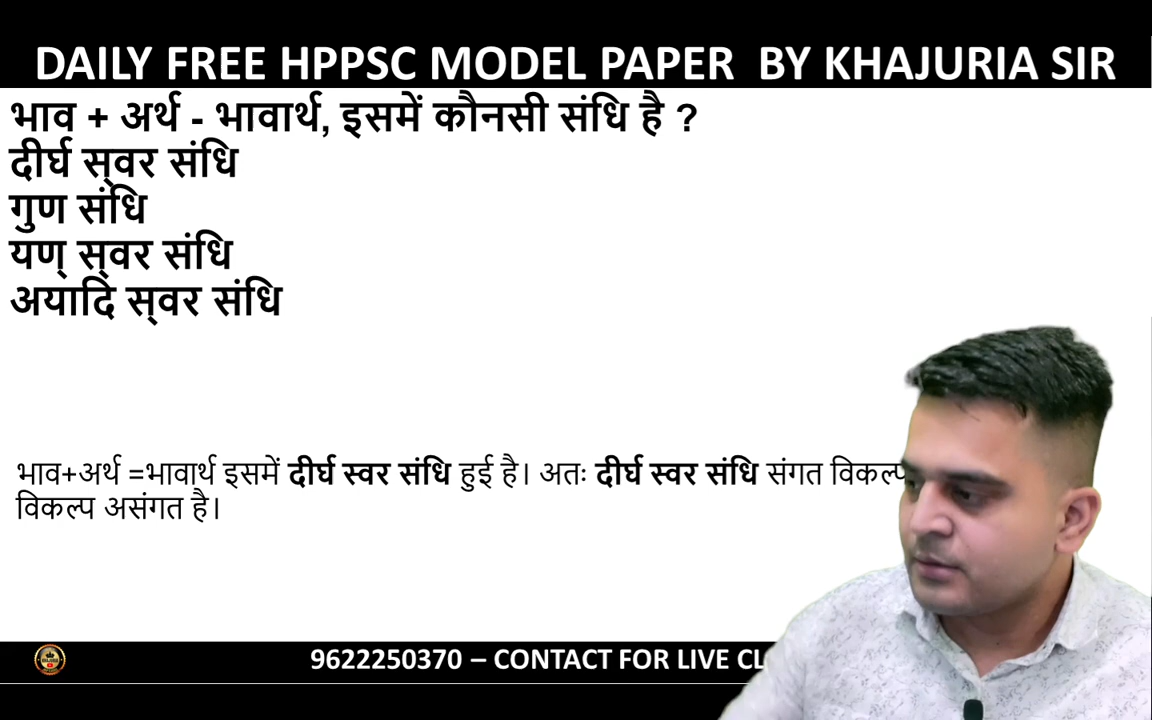 DAILY FREE HPPSC MODEL PAPER BY KHAJURIA SIR
भाव + अर्थ - भावार्थ, इसमें कौनसी संधि है ?
दीर्घ स्वर संधि
गुण संधि
यण् स्वर संधि
अयादि स्वर संधि
भाव+अर्थ =भावार्थ इसमें दीर्घ स्वर संधि हुई है। अतः दीर्घ स्वर संधि संगत विकल्प
विकल्प असंगत है।
9622250370 – CONTACT FOR LIVE